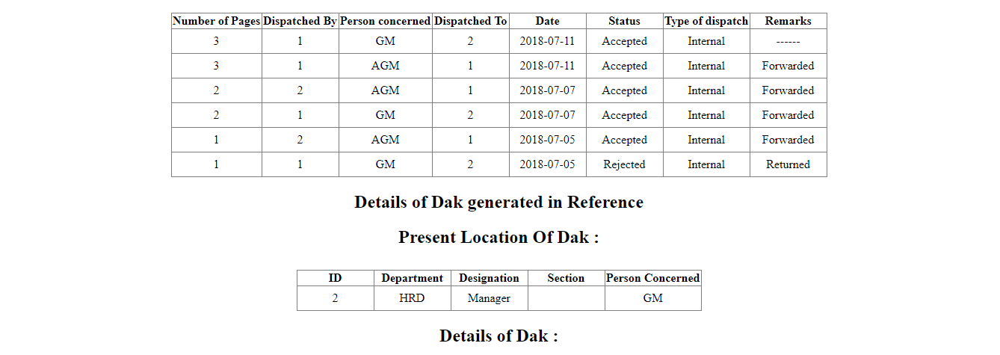 Number of Pages Dispatched By Person concerned Dispatched To Date Status Type of dispatch Remarks
3 1 GM 2 2018-07-11 Accepted Internal ------
3 1 AGM 1 2018-07-11 Accepted Internal Forwarded
2 2 AGM 1 2018-07-07 Accepted Internal Forwarded
2 1 GM 2 2018-07-07 Accepted Internal Forwarded
1 2 AGM 1 2018-07-05 Accepted Internal Forwarded
1 1 GM 2 2018-07-05 Rejected Internal Returned
Details of Dak generated in Reference
Present Location Of Dak :
ID Department Designation Section Person Concerned
2 HRD Manager GM
Details of Dak :